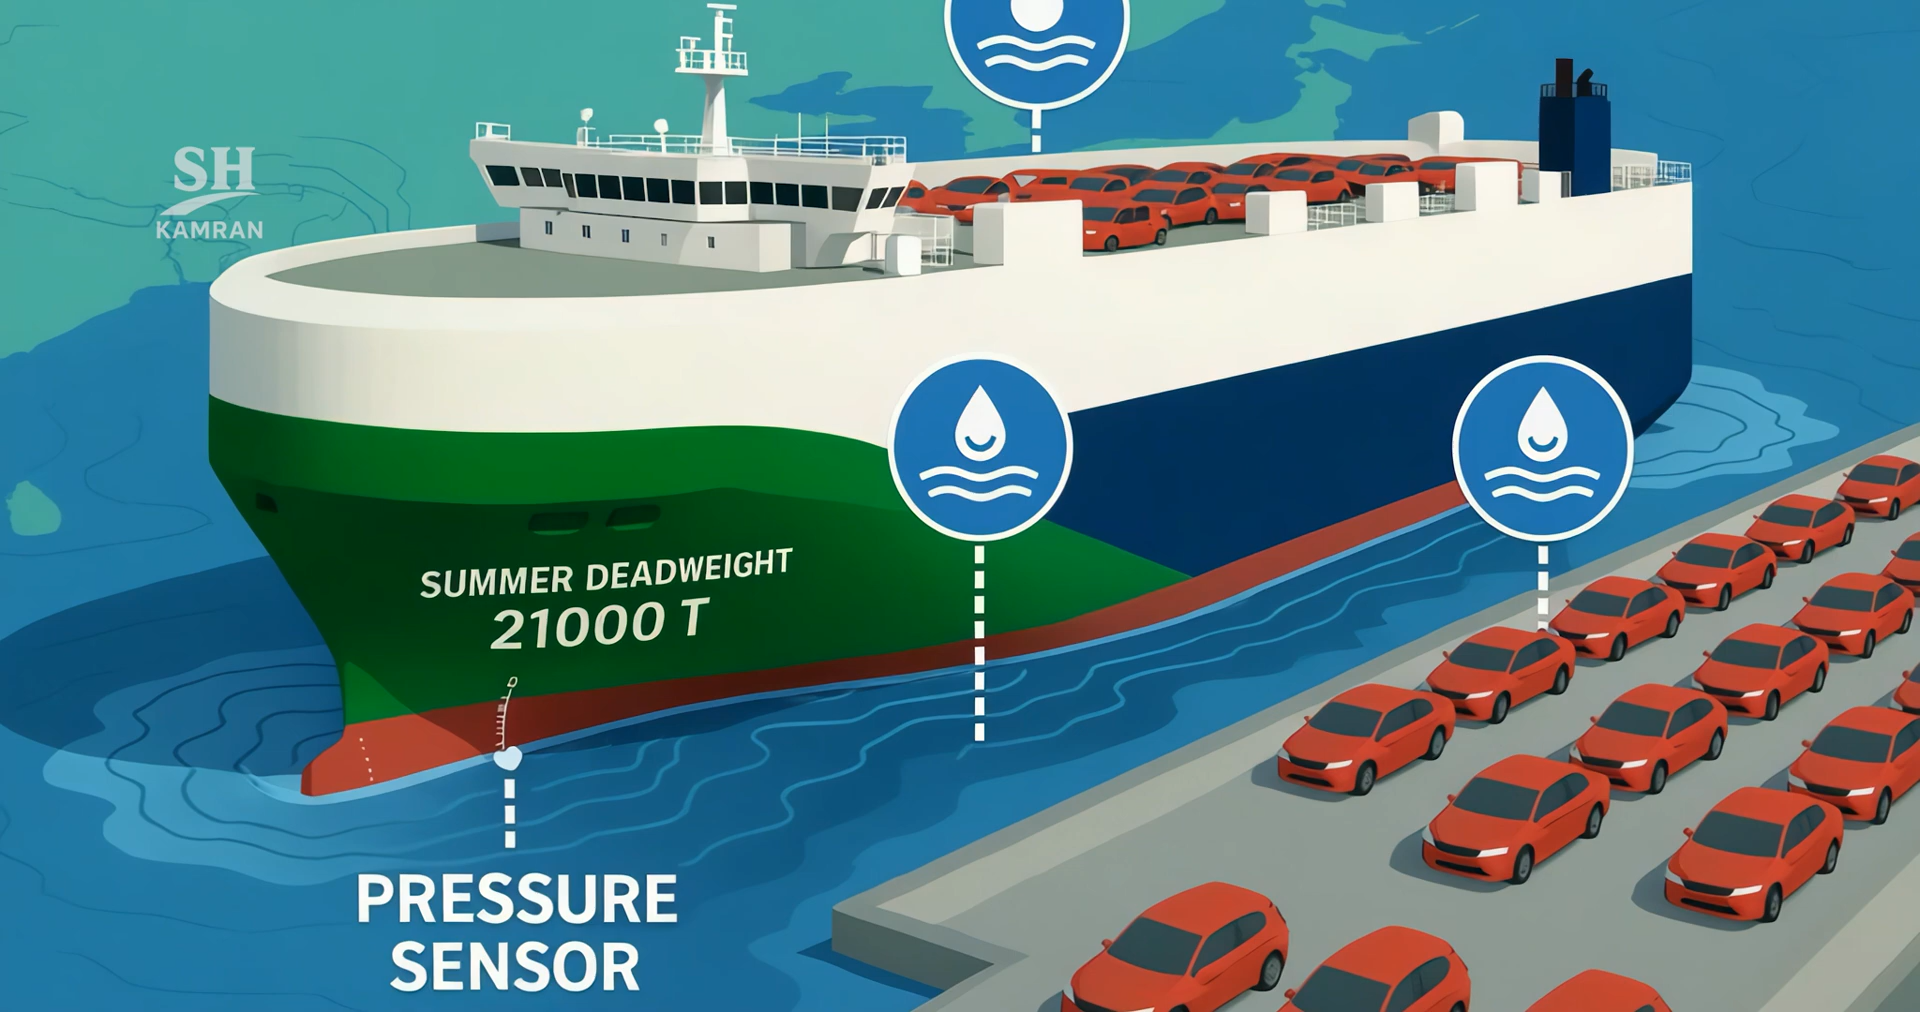 SH
KAMRAN
SUMMER DEADWEIGHT
21000 T
PRESSURE
SENSOR